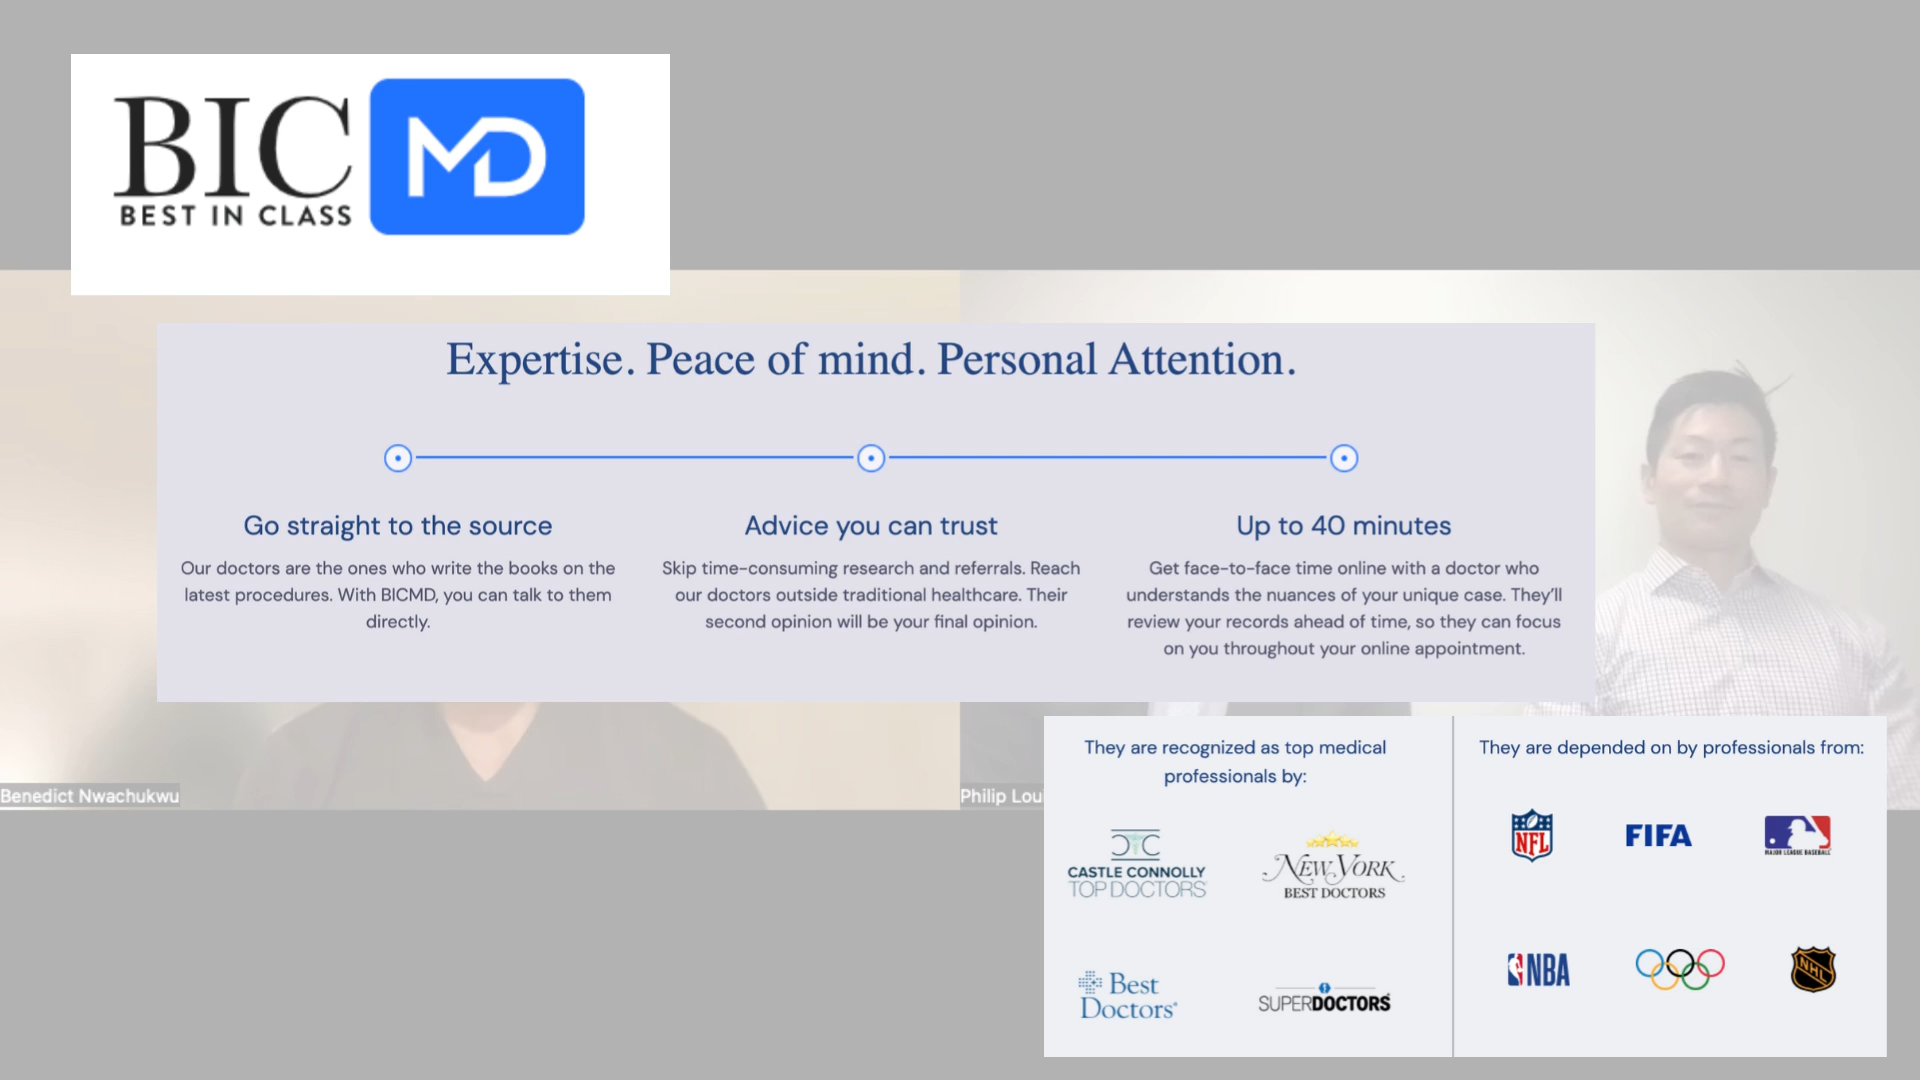 BIC
BEST IN CLASS
MD
Expertise. Peace of mind. Personal Attention.
Go straight to the source
Our doctors are the ones who write the books on the
latest procedures. With BICMD, you can talk to them
directly.
Advice you can trust
Skip time-consuming research and referrals. Reach
our doctors outside traditional healthcare. Their
second opinion will be your final opinion.
Up to 40 minutes
Get face-to-face time online with a doctor who
understands the nuances of your unique case. They'll
review your records ahead of time, so they can focus
on you throughout your online appointment.
Benedict Nwachukwu
Philip Loui
They are recognized as top medical
professionals by:
CASTLE CONNOLLY
TOP DOCTORS
NEW YORK
BEST DOCTORS
Best
Doctors
SUPERDOCTORS
They are depended on by professionals from:
NFL
FIFA
MAJOR LEAGUE BASEBALL
NBA
NHL